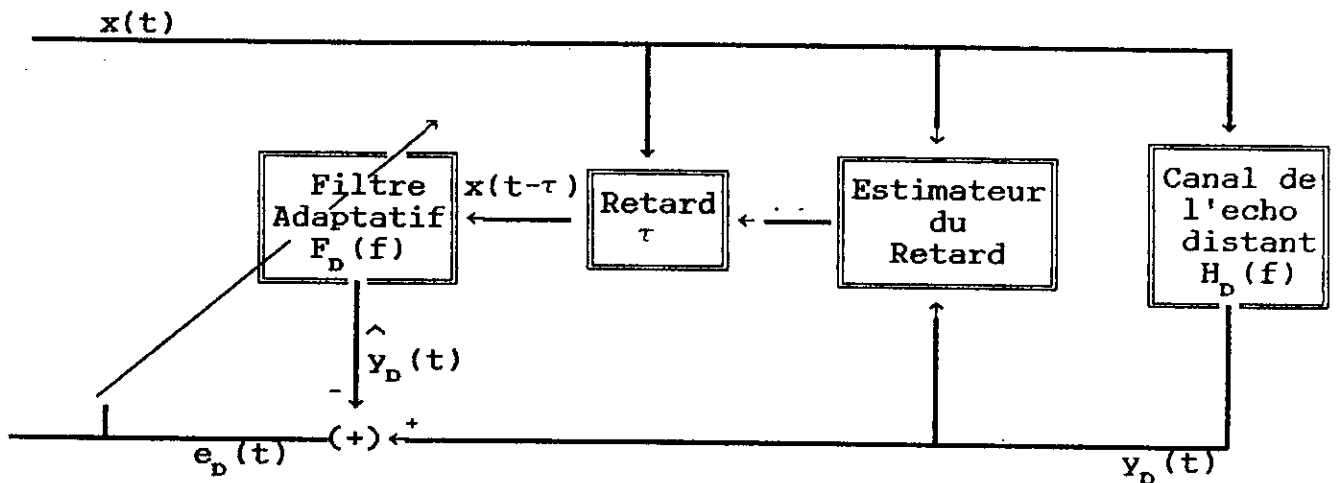 x(t)
Filtre
Adaptatif
F_D(f)
x(t-τ)
Retard
τ
Estimateur
du
Retard
Canal de
l'echo
distant
H_D(f)
ŷ_D(t)
-
(+)
+
e_D(t)
y_D(t)